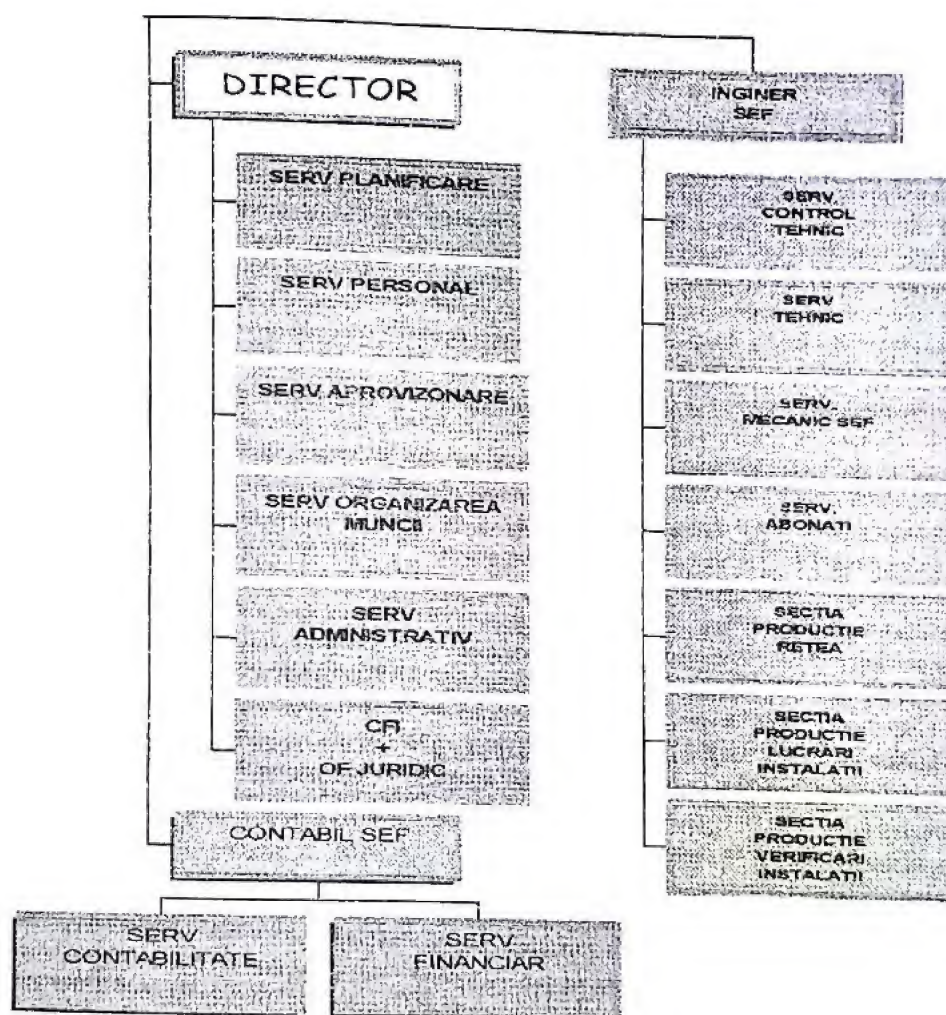 DIRECTOR
SERV PLANIFICARE
SERV PERSONAL
SERV APROVIZONARE
SERV ORGANIZAREA
MUNCII
SERV
ADMINISTRATIV
CFI
+
OF JURIDIC
CONTABIL SEF
SERV
CONTABILITATE
SERV
FINANCIAR
INGINER
SEF
SERV.
CONTROL
TEHNIC
SERV
TEHNIC
SERV.
MECANIC SEF
SERV.
ABONATI
SECTIA
PRODUCTIE
RETEA
SECTIA
PRODUCTIE
LUCRARI
INSTALATII
SECTIA
PRODUCTIE
VERIFICARI
INSTALATII